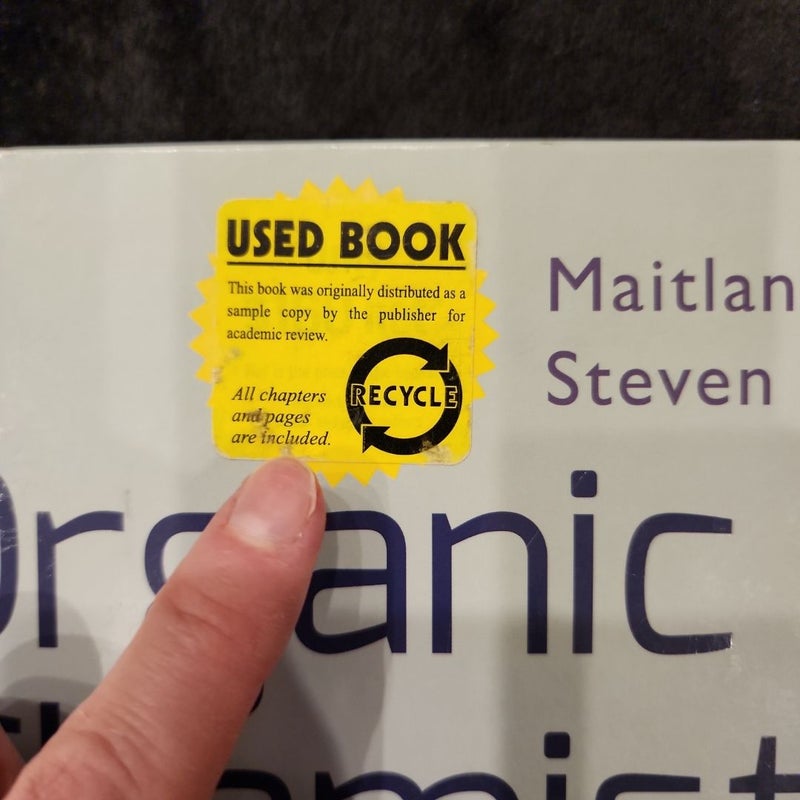 USED BOOK
This book was originally distributed as a
sample copy by the publisher for
academic review.
All chapters
and pages
are included.
RECYCLE
Maitlan
Steven
Organic